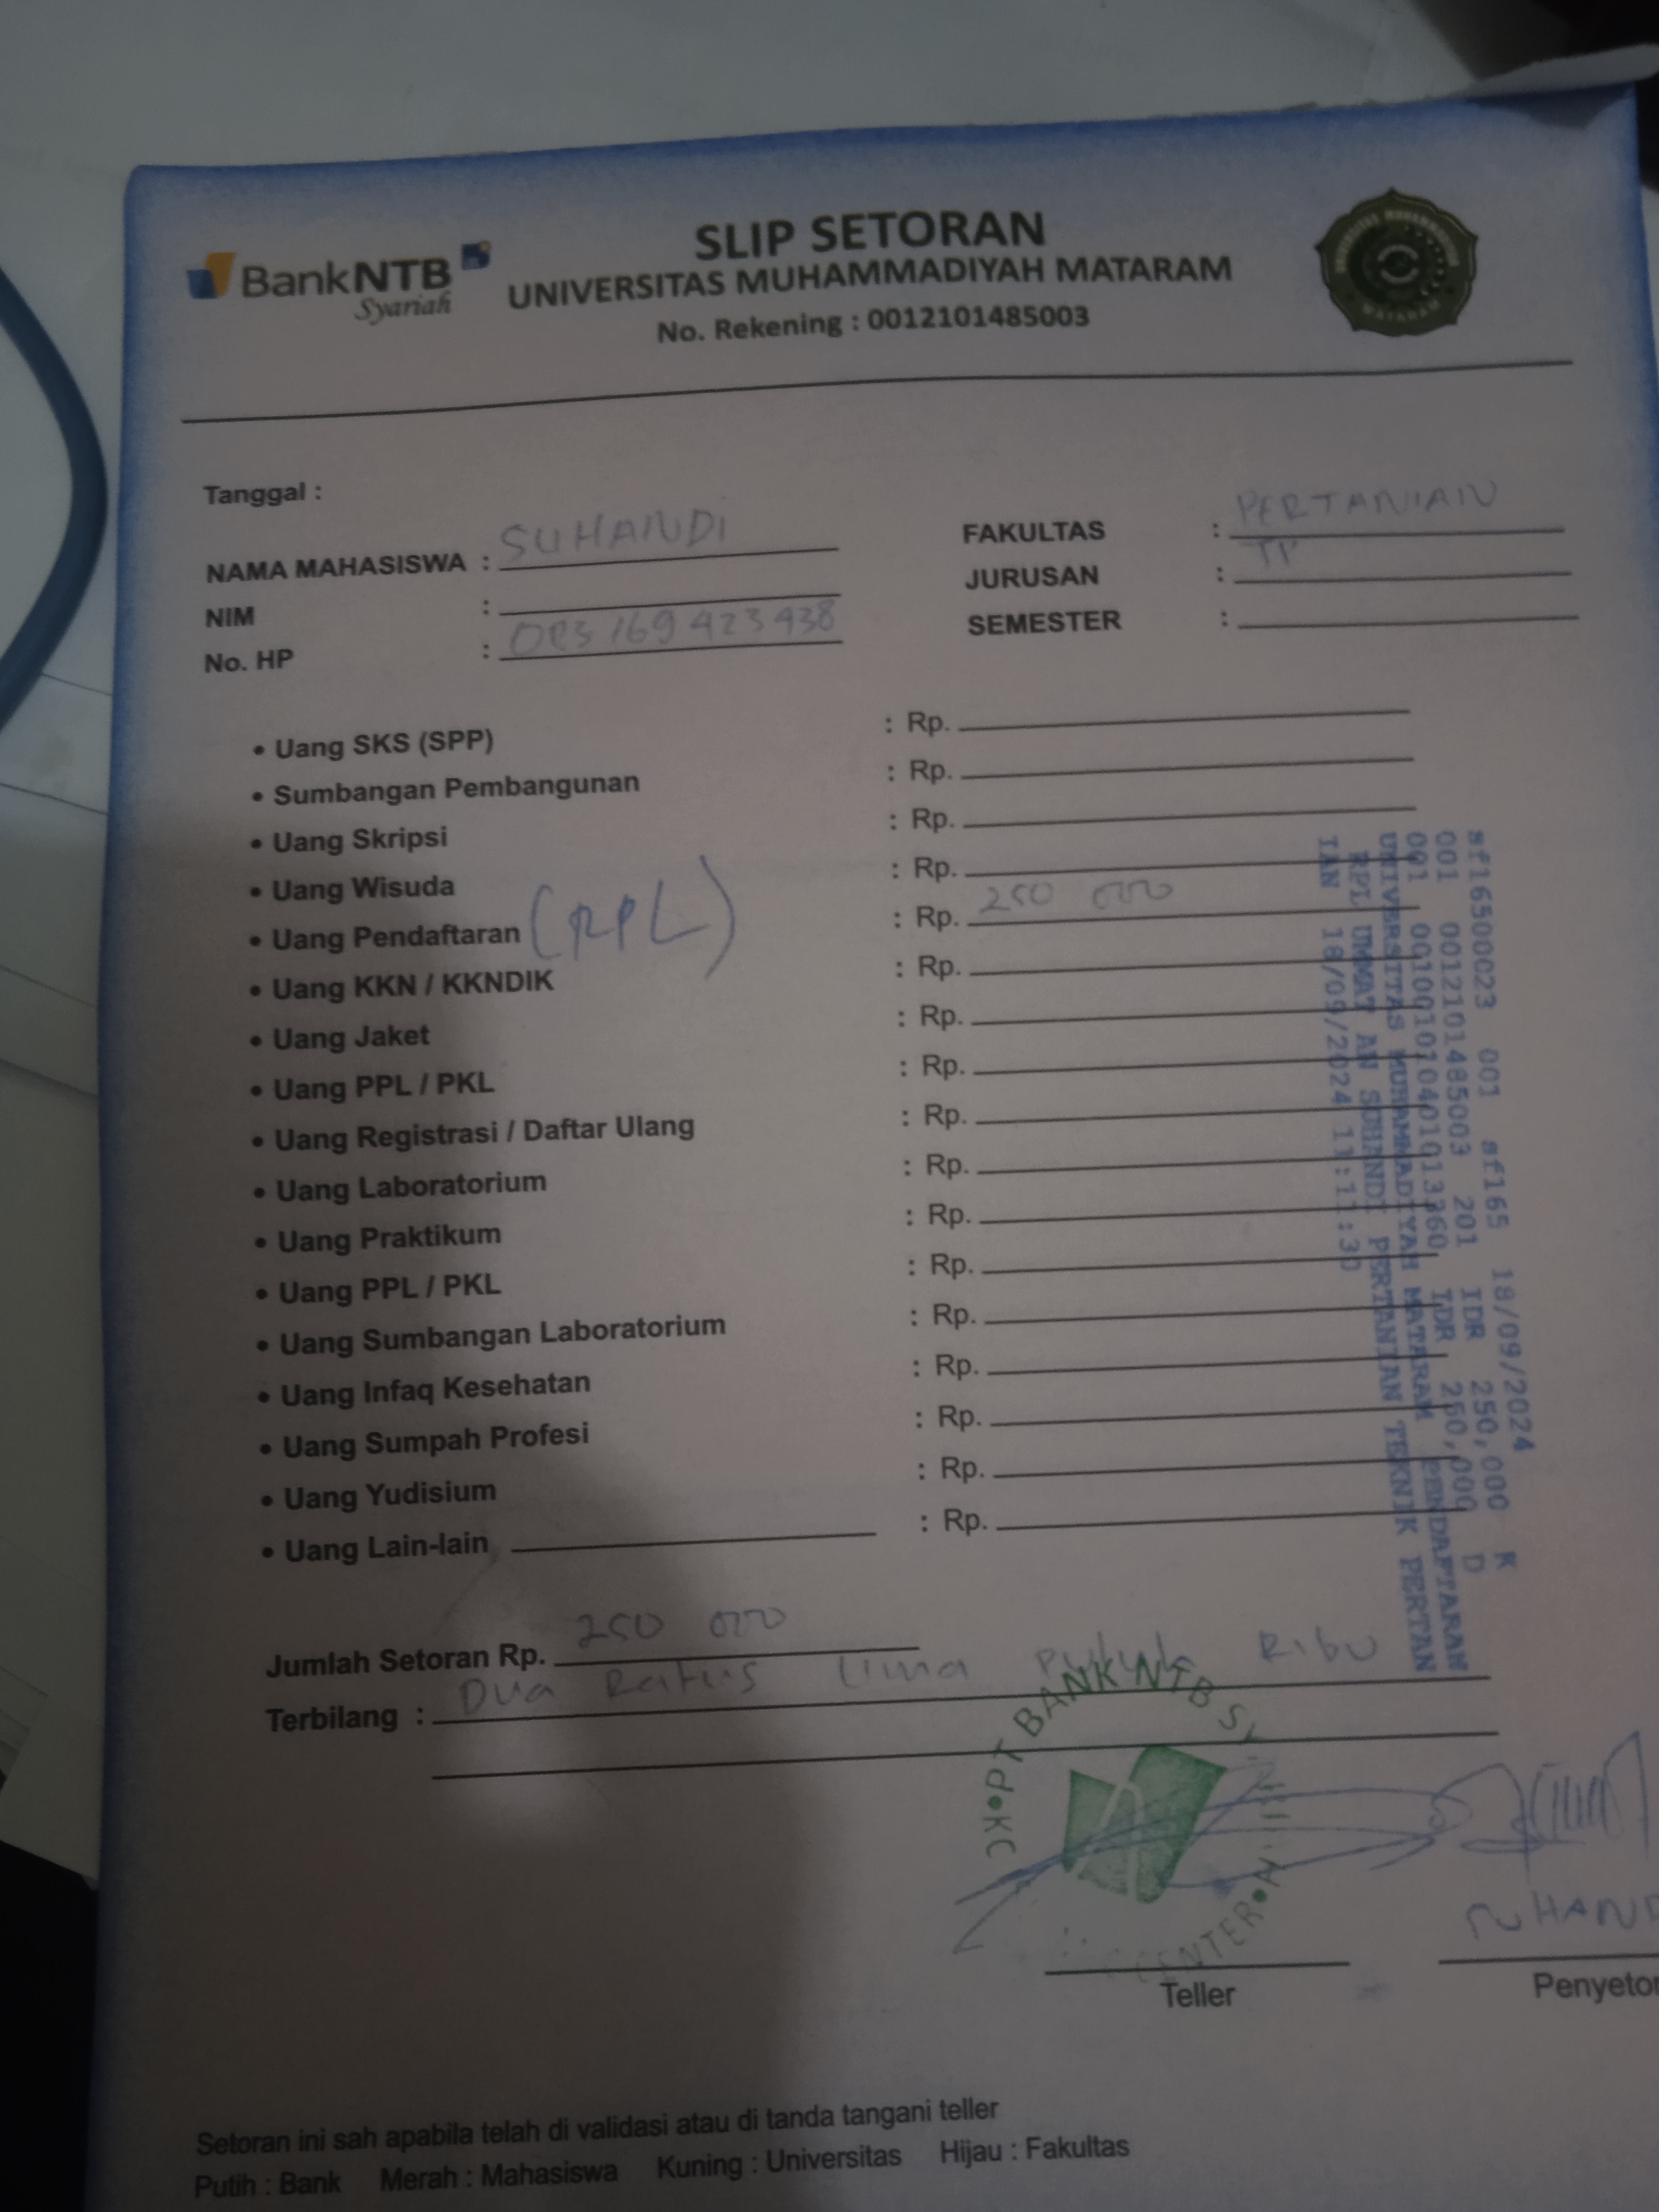 BankNTB
Syariah
SLIP SETORAN
UNIVERSITAS MUHAMMADIYAH MATARAM
No. Rekening : 0012101485003
UNIVERSITAS MUHAMMADIYAH
MATARAM
Tanggal :
NAMA MAHASISWA : SUHANDI
NIM :
No. HP :
FAKULTAS : PERTANIAN
JURUSAN : TP
SEMESTER :
• Uang SKS (SPP) : Rp.
• Sumbangan Pembangunan : Rp.
• Uang Skripsi : Rp.
• Uang Wisuda : Rp.
• Uang Pendaftaran (RPL) : Rp. 250 000
• Uang KKN / KKNDIK : Rp.
• Uang Jaket : Rp.
• Uang PPL / PKL : Rp.
• Uang Registrasi / Daftar Ulang : Rp.
• Uang Laboratorium : Rp.
• Uang Praktikum : Rp.
• Uang PPL / PKL : Rp.
• Uang Sumbangan Laboratorium : Rp.
• Uang Infaq Kesehatan : Rp.
• Uang Sumpah Profesi : Rp.
• Uang Yudisium : Rp.
• Uang Lain-lain : Rp.
sf16500023 001 sf165 18/09/2024
001 0012101485003 201 IDR 250,000 K
001 001001010401013360 IDR 250,000 D
UNIVERSITAS MUHAMMADIYAH MATARAM PENDAFTARAN
RPL UMMAT AN SUHANDI PERTANIAN TEKNIK PERTAN
IAN 18/09/2024 11:11:30
Jumlah Setoran Rp. 250 000
Terbilang : Dua Ratus lima puluh Ribu
PT BANK NTB SY
KC
CENTER
Teller
Penyetor
Setoran ini sah apabila telah di validasi atau di tanda tangani teller
Putih : Bank Merah : Mahasiswa Kuning : Universitas Hijau : Fakultas